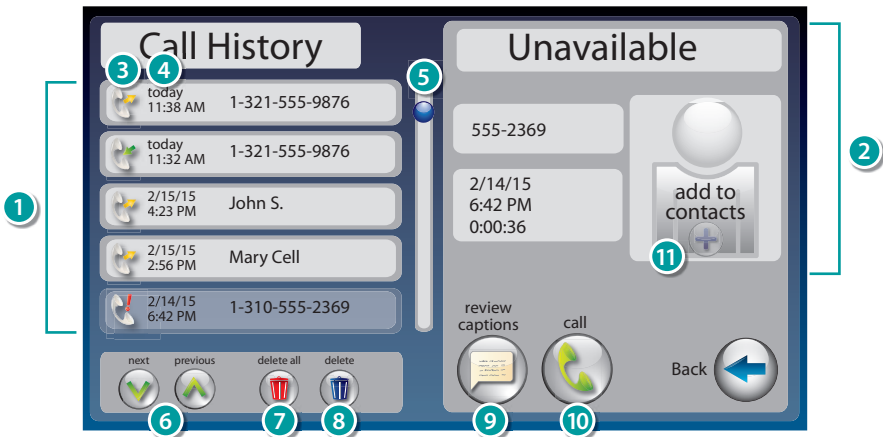 Call History
3
4
today
11:38 AM
1-321-555-9876
today
11:32 AM
1-321-555-9876
2/15/15
4:23 PM
John S.
2/15/15
2:56 PM
Mary Cell
2/14/15
6:42 PM
1-310-555-2369
1
5
next
previous
delete all
delete
6
7
8
Unavailable
555-2369
2/14/15
6:42 PM
0:00:36
add to
contacts
11
2
review
captions
call
Back
9
10